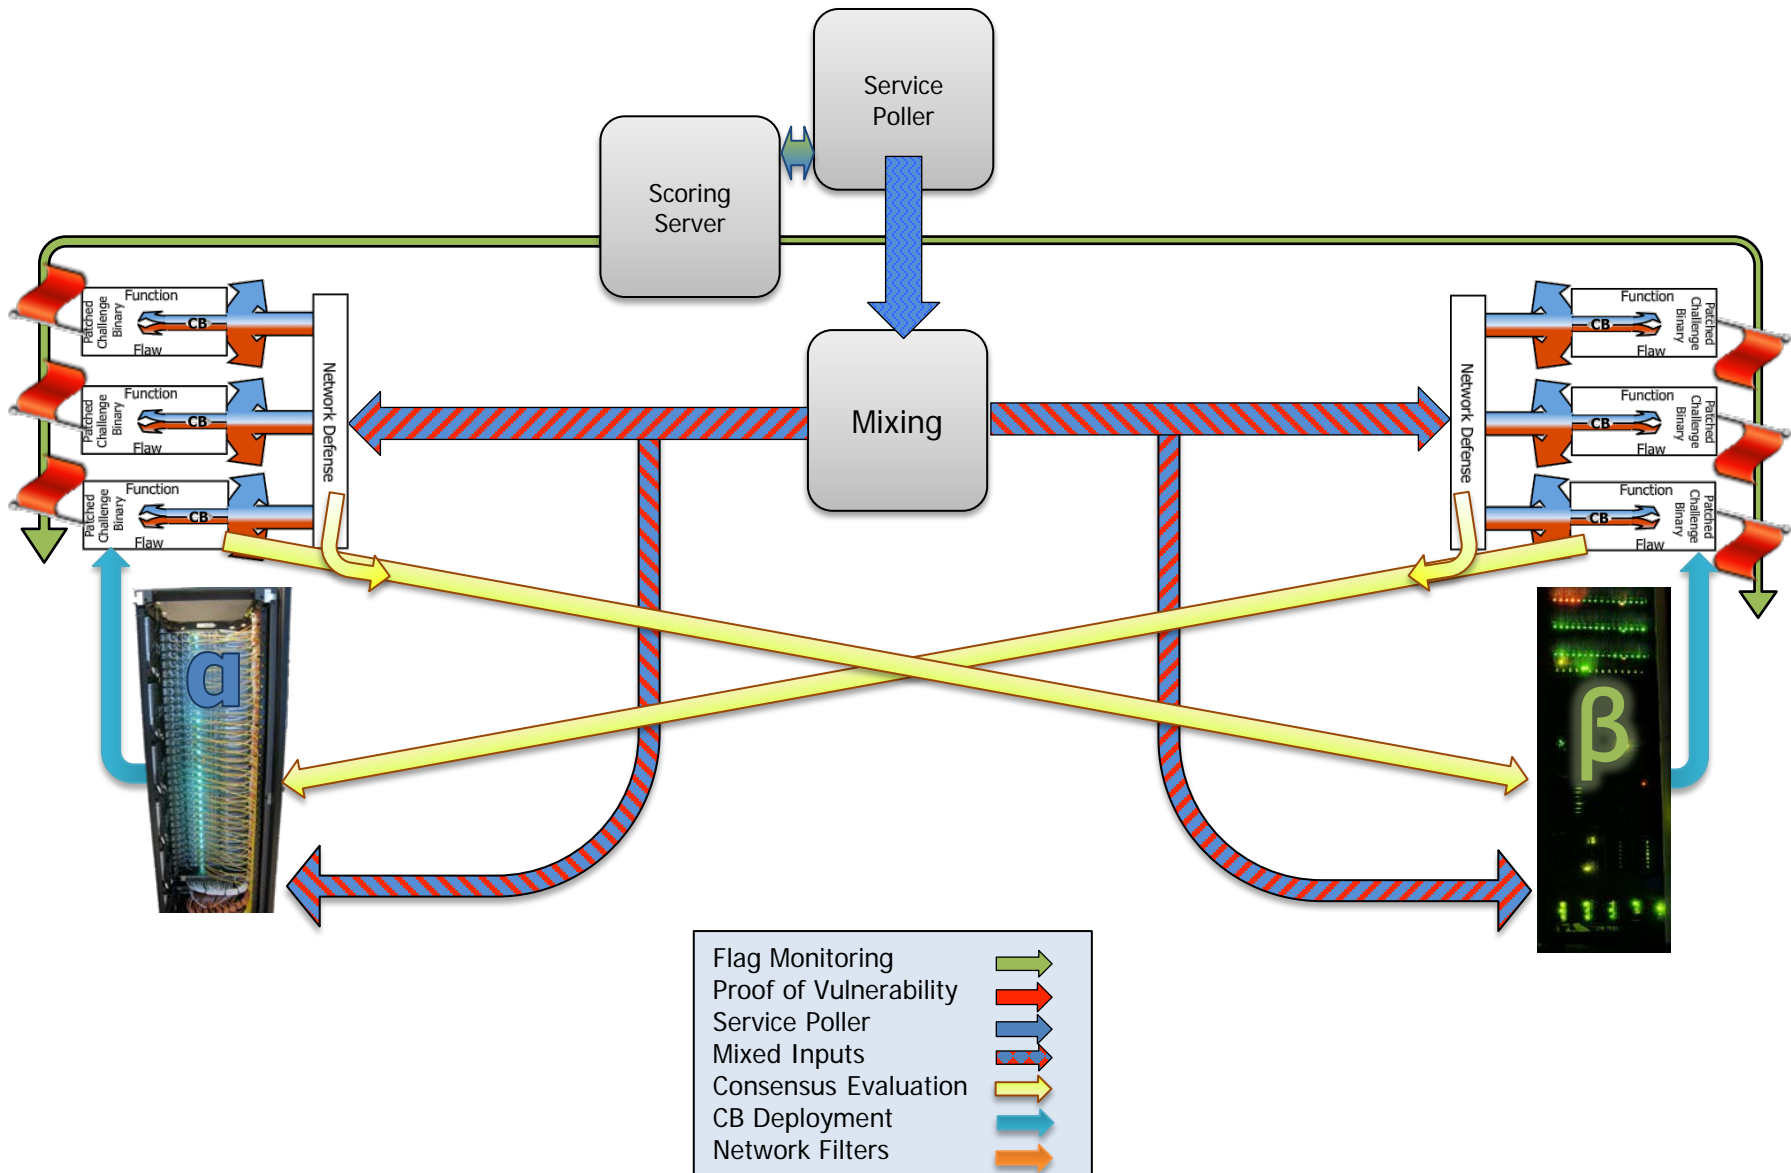 Service
Poller
Scoring
Server
Mixing
Function
CB
Flaw
Patched
Challenge
Binary
Function
CB
Flaw
Patched
Challenge
Binary
Function
CB
Flaw
Patched
Challenge
Binary
Network Defense
Network Defense
Function
CB
Flaw
Patched
Challenge
Binary
Function
CB
Flaw
Patched
Challenge
Binary
Function
CB
Flaw
Patched
Challenge
Binary
α
β
Flag Monitoring
Proof of Vulnerability
Service Poller
Mixed Inputs
Consensus Evaluation
CB Deployment
Network Filters